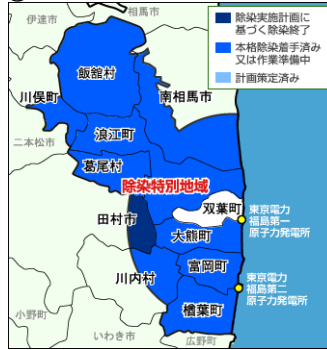 伊達市
相馬市
除染実施計画に
基づく除染終了
本格除染着手済み
又は作業準備中
計画策定済み
飯舘村
川俣町
南相馬市
二本松市
浪江町
葛尾村
除染特別地域
双葉町
東京電力
福島第一
原子力発電所
田村市
大熊町
富岡町
川内村
東京電力
福島第二
原子力発電所
楢葉町
小野町
いわき市
広野町